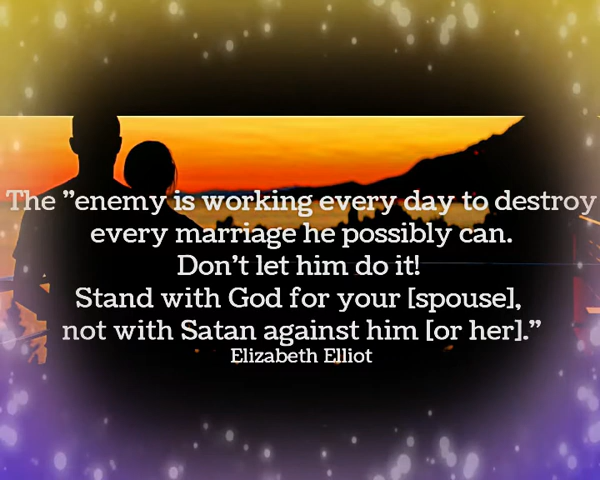 The "enemy is working every day to destroy
every marriage he possibly can.
Don't let him do it!
Stand with God for your [spouse],
not with Satan against him [or her]."
Elizabeth Elliot